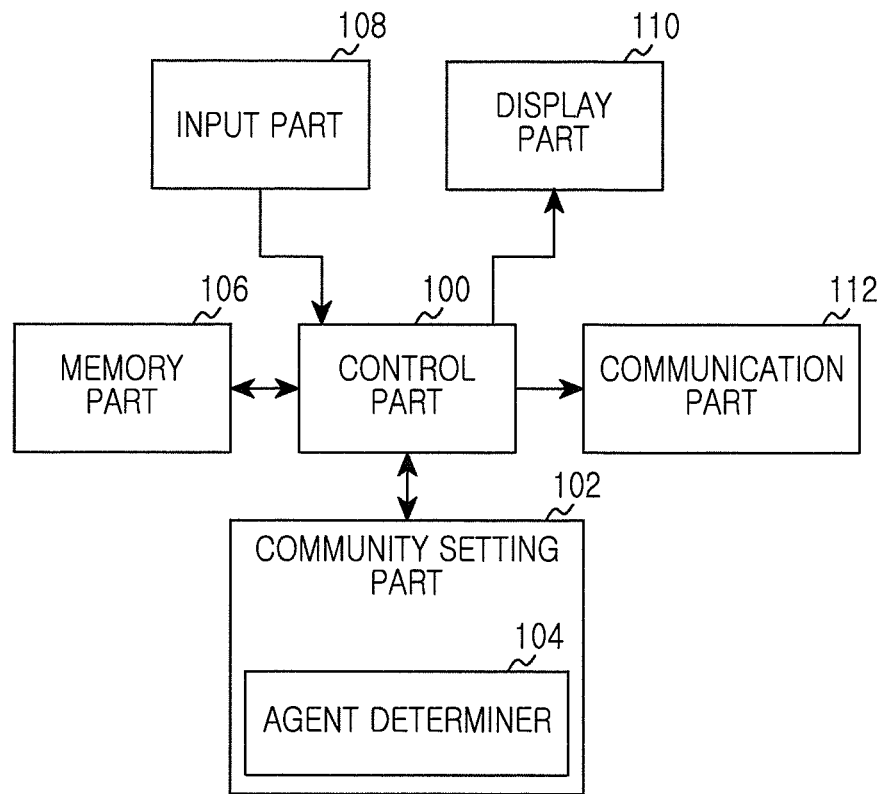 108
INPUT PART
110
DISPLAY
PART
106
MEMORY
PART
100
CONTROL
PART
112
COMMUNICATION
PART
102
COMMUNITY SETTING
PART
104
AGENT DETERMINER